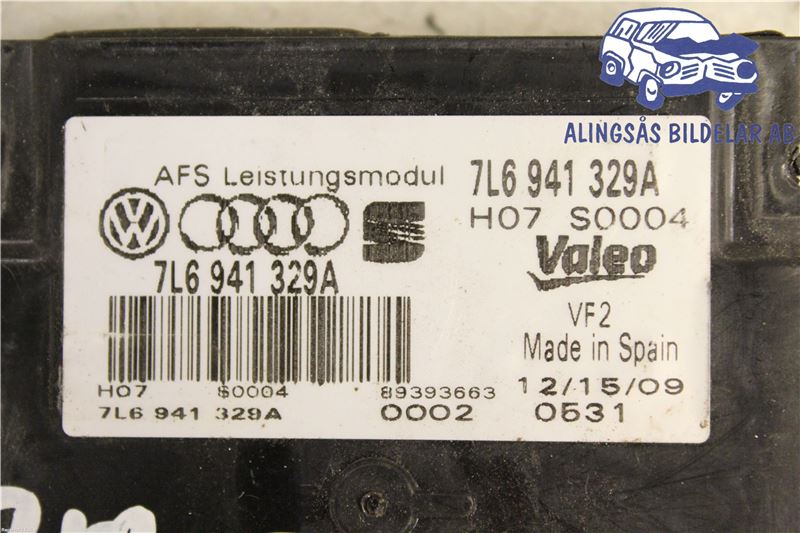 ALINGSÅS BILDELAR AB
AFS Leistungsmodul
7L6 941 329A
H07 S0004
VW
7L6 941 329A
Valeo
VF2
Made in Spain
H07 S0004 89393663
12/15/09
7L6 941 329A 0002 0531